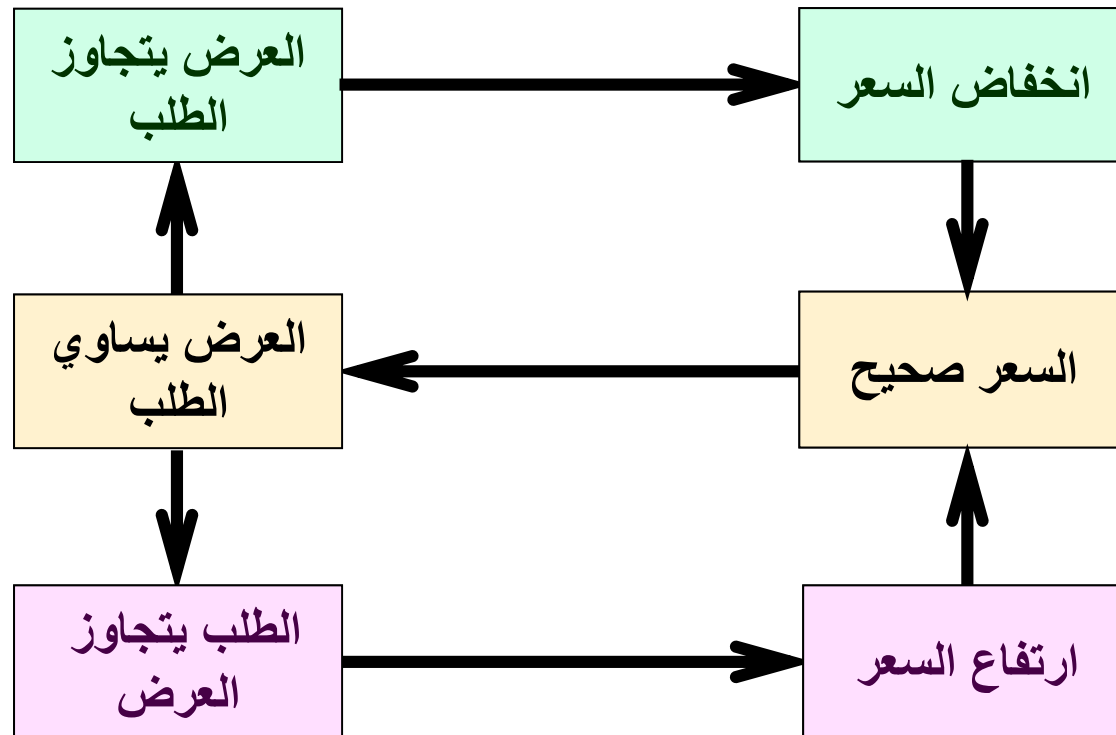 العرض يتجاوز
الطلب
انخفاض السعر
العرض يساوي
الطلب
السعر صحيح
الطلب يتجاوز
العرض
ارتفاع السعر